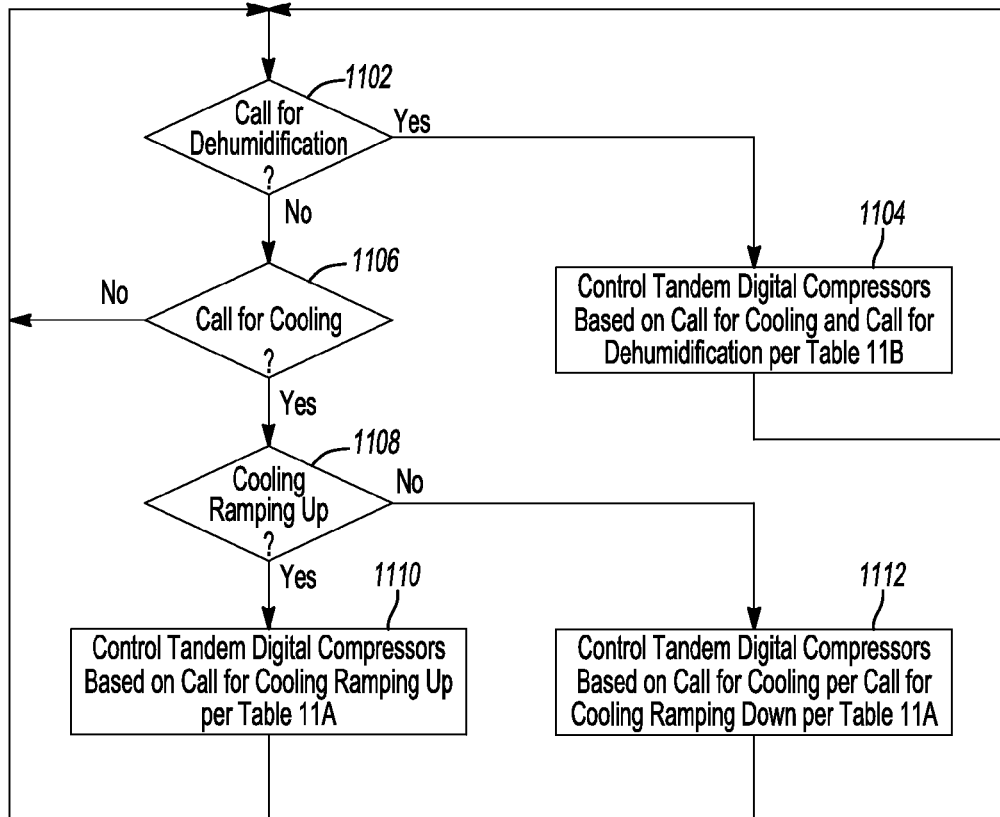 1102
Call for
Dehumidification
?
Yes
No
1104
Control Tandem Digital Compressors
Based on Call for Cooling and Call for
Dehumidification per Table 11B
1106
No
Call for Cooling
?
Yes
1108
Cooling
Ramping Up
?
No
Yes
1110
Control Tandem Digital Compressors
Based on Call for Cooling Ramping Up
per Table 11A
1112
Control Tandem Digital Compressors
Based on Call for Cooling per Call for
Cooling Ramping Down per Table 11A